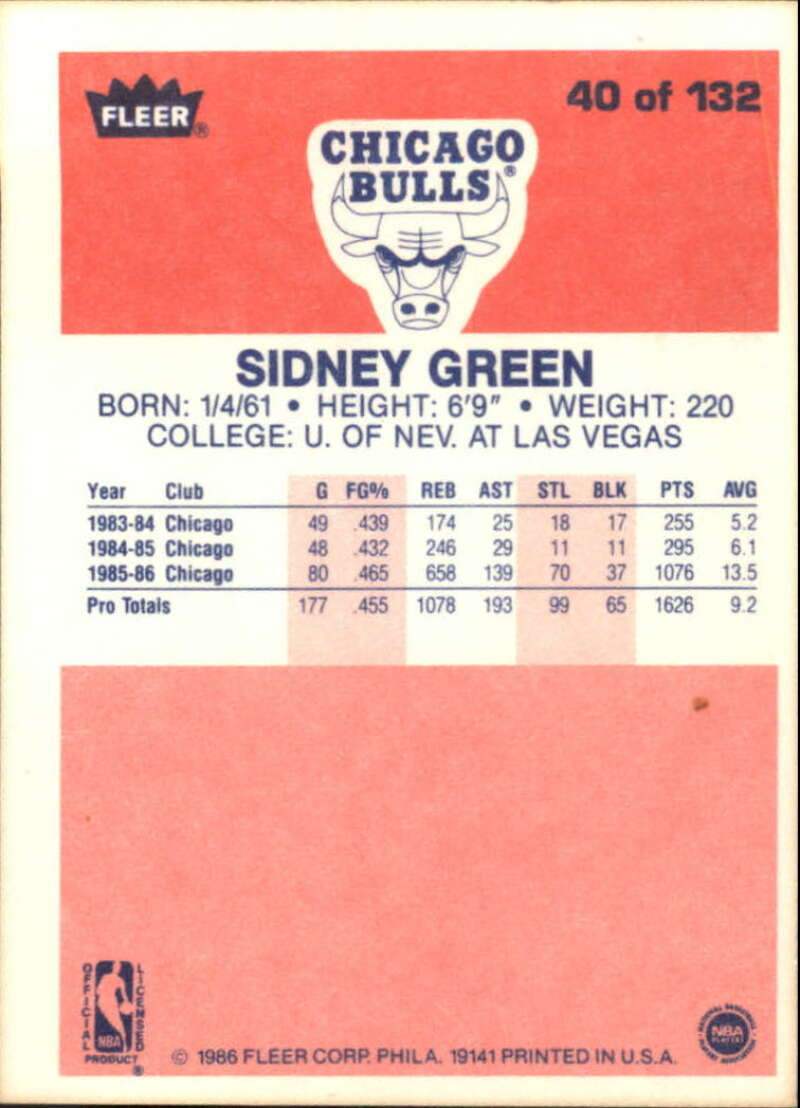 FLEER®
40 of 132
CHICAGO
BULLS®
SIDNEY GREEN
BORN: 1/4/61 • HEIGHT: 6'9" • WEIGHT: 220
COLLEGE: U. OF NEV. AT LAS VEGAS
Year Club G FG% REB AST STL BLK PTS AVG
1983-84 Chicago 49 .439 174 25 18 17 255 5.2
1984-85 Chicago 48 .432 246 29 11 11 295 6.1
1985-86 Chicago 80 .465 658 139 70 37 1076 13.5
Pro Totals 177 .455 1078 193 99 65 1626 9.2
OFFICIAL
LICENSED
NBA
PRODUCT
®
© 1986 FLEER CORP. PHILA. 19141 PRINTED IN U.S.A.
NBA
PLAYERS